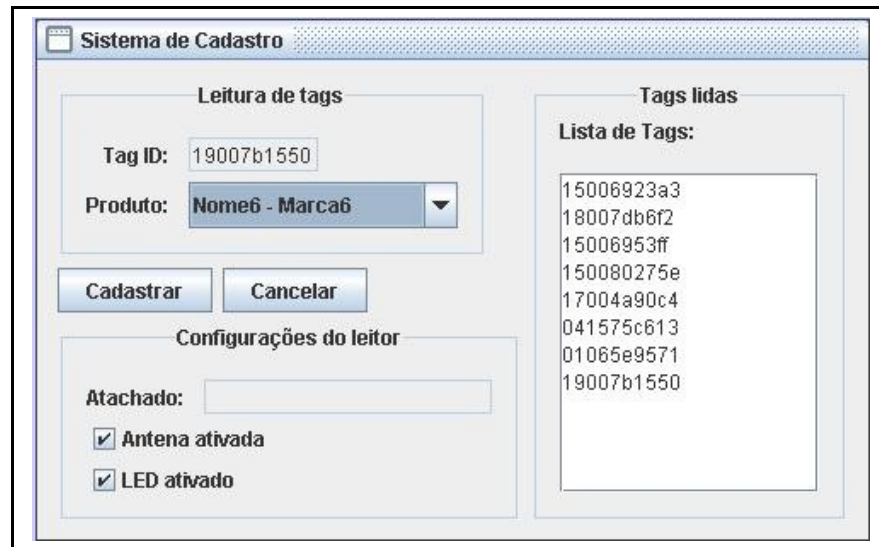 Sistema de Cadastro
Leitura de tags
Tag ID: 19007b1550
Produto: Nome6 - Marca6
Cadastrar Cancelar
Configurações do leitor
Atachado:
Antena ativada
LED ativado
Tags lidas
Lista de Tags:
15006923a3
18007db6f2
15006953ff
150080275e
17004a90c4
041575c613
01065e9571
19007b1550